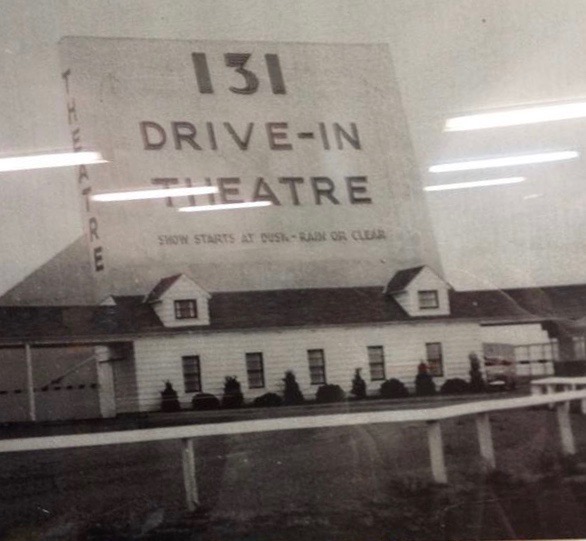 131
DRIVE-IN
THEATRE
SHOW STARTS AT DUSK - RAIN OR CLEAR
THEATRE